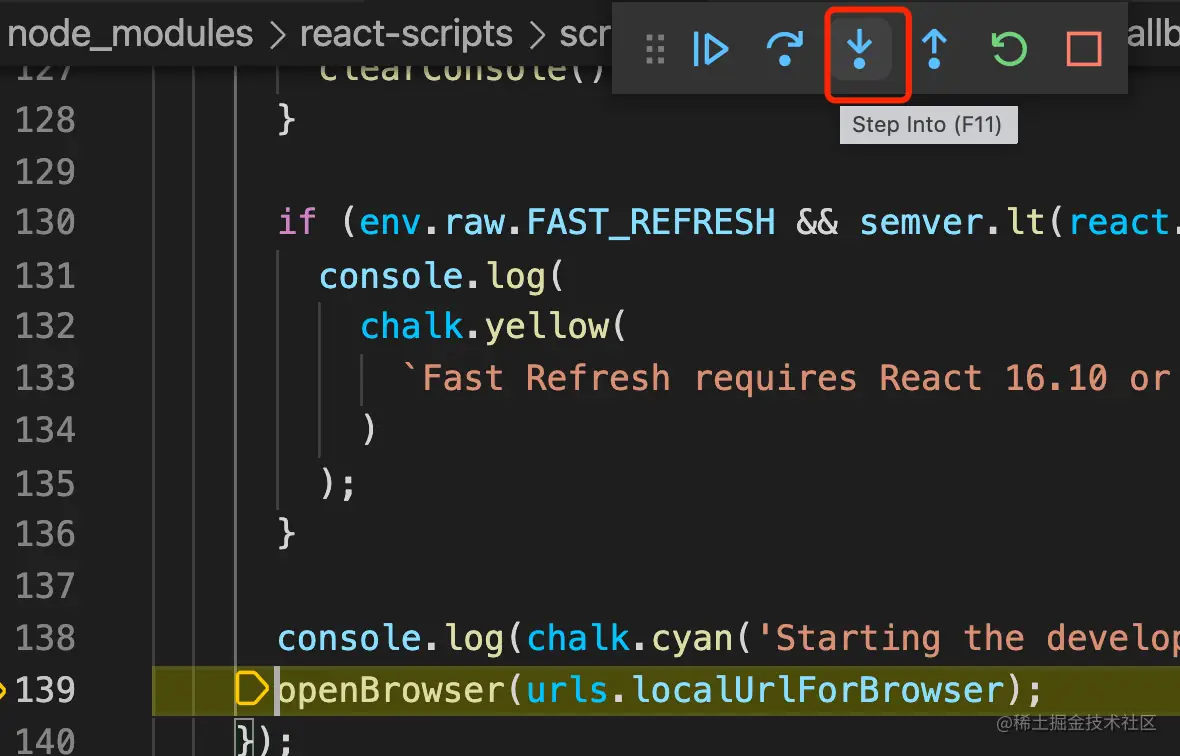 node_modules > react-scripts > scr
allb
Step Into (F11)
127 clearConsole()
128 }
129
130 if (env.raw.FAST_REFRESH && semver.lt(react.
131 console.log(
132 chalk.yellow(
133 `Fast Refresh requires React 16.10 or
134 )
135 );
136 }
137
138 console.log(chalk.cyan('Starting the develop
139 openBrowser(urls.localUrlForBrowser);
140 });
@稀土掘金技术社区